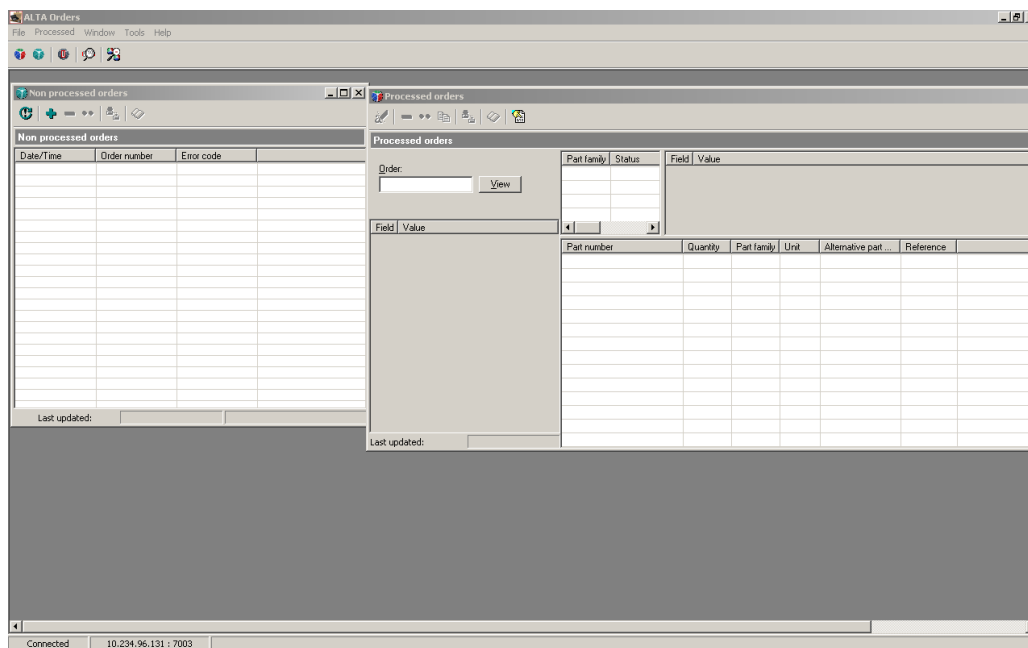 ALTA Orders
File Processed Window Tools Help
Non processed orders
Non processed orders
Date/Time Order number Error code
Last updated:
Processed orders
Processed orders
Order:
View
Field Value
Part family Status
Field Value
Part number Quantity Part family Unit Alternative part ... Reference
Last updated:
Connected 10.234.96.131 : 7003